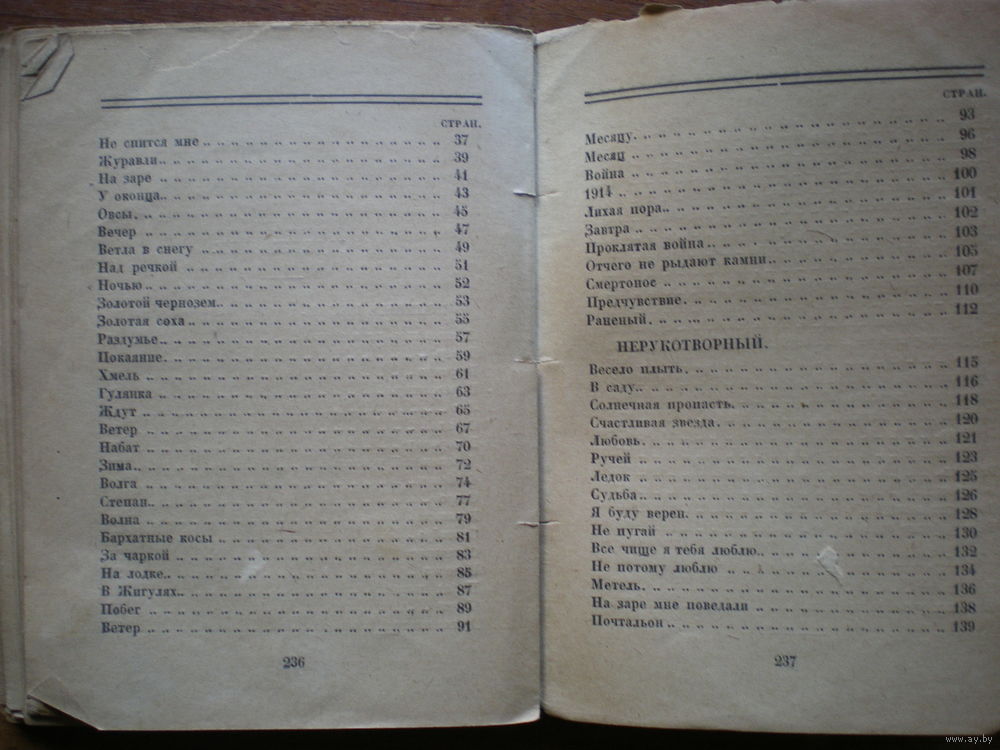 СТРАН.
Не спится мне .. .. .. .. .. .. .. .. 37
Журавли .. .. .. .. .. .. .. .. 39
На заре .. .. .. .. .. .. .. .. 41
У оконца .. .. .. .. .. .. .. .. 43
Овсы .. .. .. .. .. .. .. .. 45
Вечер .. .. .. .. .. .. .. .. 47
Ветла в снегу .. .. .. .. .. .. .. .. 49
Над речкой .. .. .. .. .. .. .. .. 51
Ночью .. .. .. .. .. .. .. .. 52
Золотой чернозем .. .. .. .. .. .. .. .. 53
Золотая соха .. .. .. .. .. .. .. .. 55
Раздумье .. .. .. .. .. .. .. .. 57
Покаяние .. .. .. .. .. .. .. .. 59
Хмель .. .. .. .. .. .. .. .. 61
Гулянка .. .. .. .. .. .. .. .. 63
Ждут .. .. .. .. .. .. .. .. 65
Ветер .. .. .. .. .. .. .. .. 67
Набат .. .. .. .. .. .. .. .. 70
Зима .. .. .. .. .. .. .. .. 72
Волга .. .. .. .. .. .. .. .. 74
Степан .. .. .. .. .. .. .. .. 77
Волна .. .. .. .. .. .. .. .. 79
Бархатные косы .. .. .. .. .. .. .. .. 81
За чаркой .. .. .. .. .. .. .. .. 83
На лодке .. .. .. .. .. .. .. .. 85
В Жигулях .. .. .. .. .. .. .. .. 87
Побег .. .. .. .. .. .. .. .. 89
Ветер .. .. .. .. .. .. .. .. 91
236
СТРАН.
Месяцу .. .. .. .. .. .. .. .. 93
Месяц .. .. .. .. .. .. .. .. 96
Война .. .. .. .. .. .. .. .. 98
1914 .. .. .. .. .. .. .. .. 100
Лихая пора .. .. .. .. .. .. .. .. 101
Завтра .. .. .. .. .. .. .. .. 102
Проклятая война .. .. .. .. .. .. .. .. 103
Отчего не рыдают камни .. .. .. .. .. .. 105
Смертоное .. .. .. .. .. .. .. .. 107
Предчувствие .. .. .. .. .. .. .. .. 110
Раненый .. .. .. .. .. .. .. .. 112
НЕРУКОТВОРНЫЙ.
Весело плыть .. .. .. .. .. .. .. .. 115
В саду .. .. .. .. .. .. .. .. 116
Солнечная пропасть .. .. .. .. .. .. .. 118
Счастливая звезда .. .. .. .. .. .. .. 120
Любовь .. .. .. .. .. .. .. .. 121
Ручей .. .. .. .. .. .. .. .. 123
Ледок .. .. .. .. .. .. .. .. 125
Судьба .. .. .. .. .. .. .. .. 126
Я буду верен .. .. .. .. .. .. .. .. 128
Не пугай .. .. .. .. .. .. .. .. 130
Все чище я тебя люблю .. .. .. .. .. .. 132
Не потому люблю .. .. .. .. .. .. .. 134
Метель .. .. .. .. .. .. .. .. 136
На заре мне поведали .. .. .. .. .. .. 138
Почтальон .. .. .. .. .. .. .. .. 139
237
www.ay.by